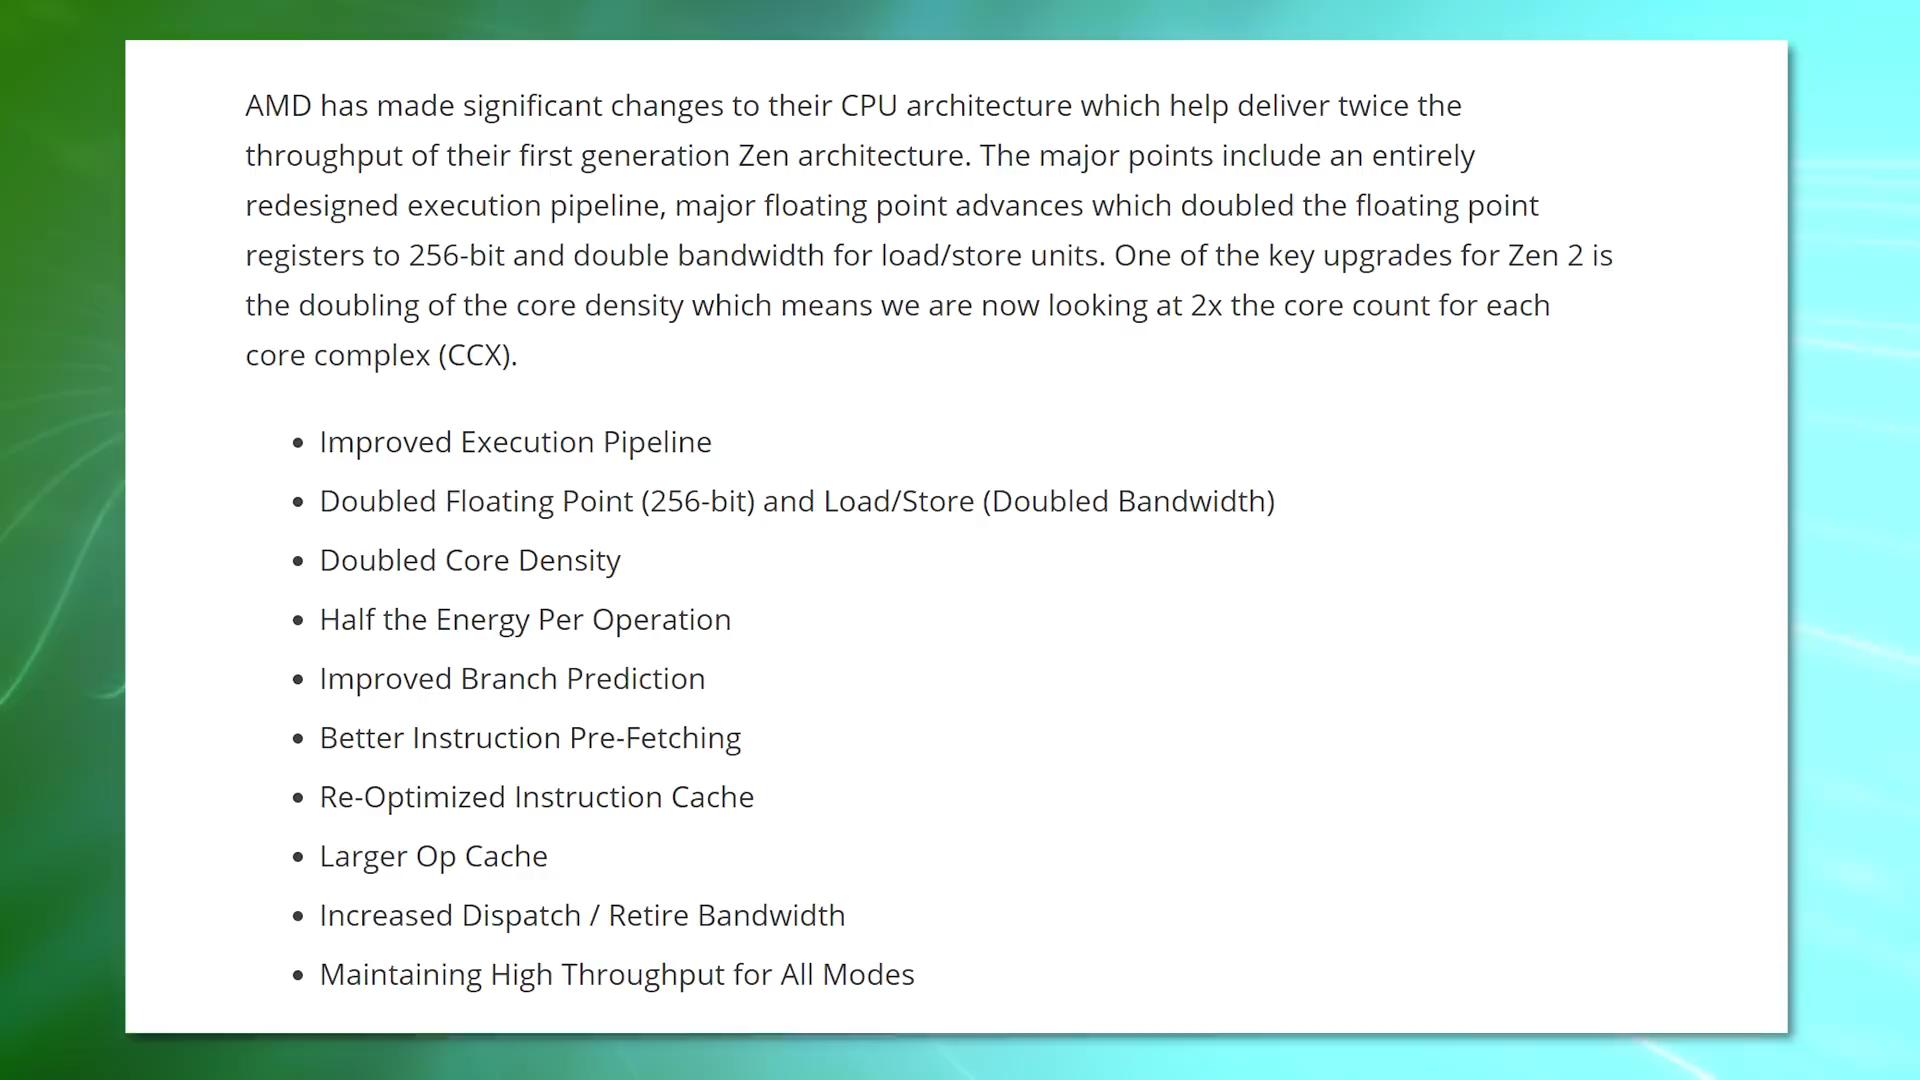 AMD has made significant changes to their CPU architecture which help deliver twice the
throughput of their first generation Zen architecture. The major points include an entirely
redesigned execution pipeline, major floating point advances which doubled the floating point
registers to 256-bit and double bandwidth for load/store units. One of the key upgrades for Zen 2 is
the doubling of the core density which means we are now looking at 2x the core count for each
core complex (CCX).
• Improved Execution Pipeline
• Doubled Floating Point (256-bit) and Load/Store (Doubled Bandwidth)
• Doubled Core Density
• Half the Energy Per Operation
• Improved Branch Prediction
• Better Instruction Pre-Fetching
• Re-Optimized Instruction Cache
• Larger Op Cache
• Increased Dispatch / Retire Bandwidth
• Maintaining High Throughput for All Modes